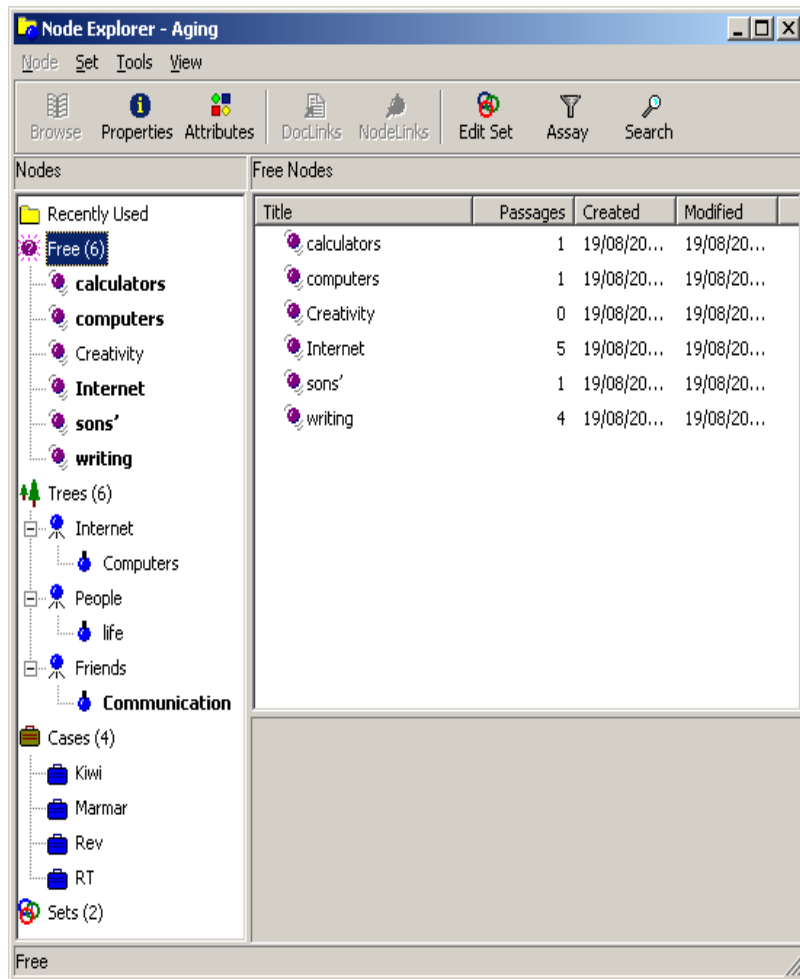 Node Explorer - Aging
Node Set Tools View
Browse Properties Attributes DocLinks NodeLinks Edit Set Assay Search
Nodes
Recently Used
Free (6)
calculators
computers
Creativity
Internet
sons'
writing
Trees (6)
Internet
Computers
People
life
Friends
Communication
Cases (4)
Kiwi
Marmar
Rev
RT
Sets (2)
Free Nodes
Title Passages Created Modified
calculators 1 19/08/20... 19/08/20...
computers 1 19/08/20... 19/08/20...
Creativity 0 19/08/20... 19/08/20...
Internet 5 19/08/20... 19/08/20...
sons' 1 19/08/20... 19/08/20...
writing 4 19/08/20... 19/08/20...
Free